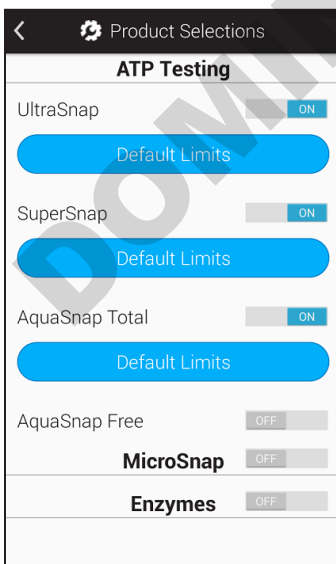 Product Selections
ATP Testing
UltraSnap ON
Default Limits
SuperSnap ON
Default Limits
AquaSnap Total ON
Default Limits
AquaSnap Free OFF
MicroSnap OFF
Enzymes OFF
DOMIN